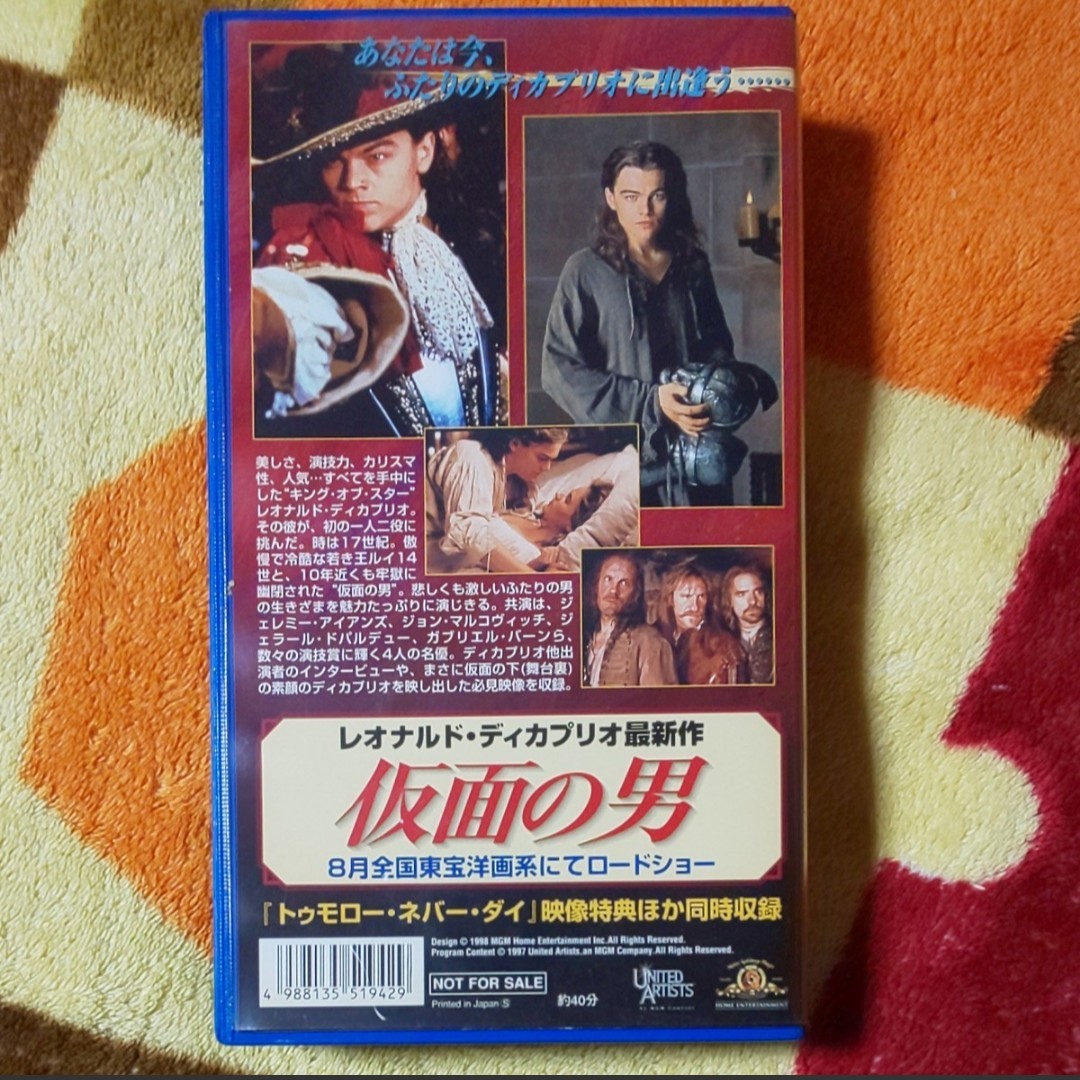 あなたは今、
ふたりのディカプリオに出逢う……
美しさ、演技力、カリスマ
性、人気…すべてを手中に
した"キング・オブ・スター"
レオナルド・ディカプリオ。
その彼が、初の一人二役に
挑んだ。時は17世紀。傲
慢で冷酷な若き王ルイ14
世と、10年近くも牢獄に
幽閉された"仮面の男"。悲しくも激しいふたりの男
の生きざまを魅力たっぷりに演じきる。共演は、ジ
ェレミー・アイアンズ、ジョン・マルコヴィッチ、ジ
ェラール・ドパルデュー、ガブリエル・バーンら、
数々の演技賞に輝く4人の名優。ディカプリオ他出
演者のインタビューや、まさに仮面の下(舞台裏)
の素顔のディカプリオを映し出した必見映像を収録。
レオナルド・ディカプリオ最新作
仮面の男
8月全国東宝洋画系にてロードショー
『トゥモロー・ネバー・ダイ』映像特典ほか同時収録
Design © 1998 MGM Home Entertainment Inc.All Rights Reserved.
Program Content © 1997 United Artists,an MGM Company.All Rights Reserved.
4 988135 519429
NOT FOR SALE
Printed in Japan Ⓢ
約40分
UNITED
ARTISTS
HOME ENTERTAINMENT